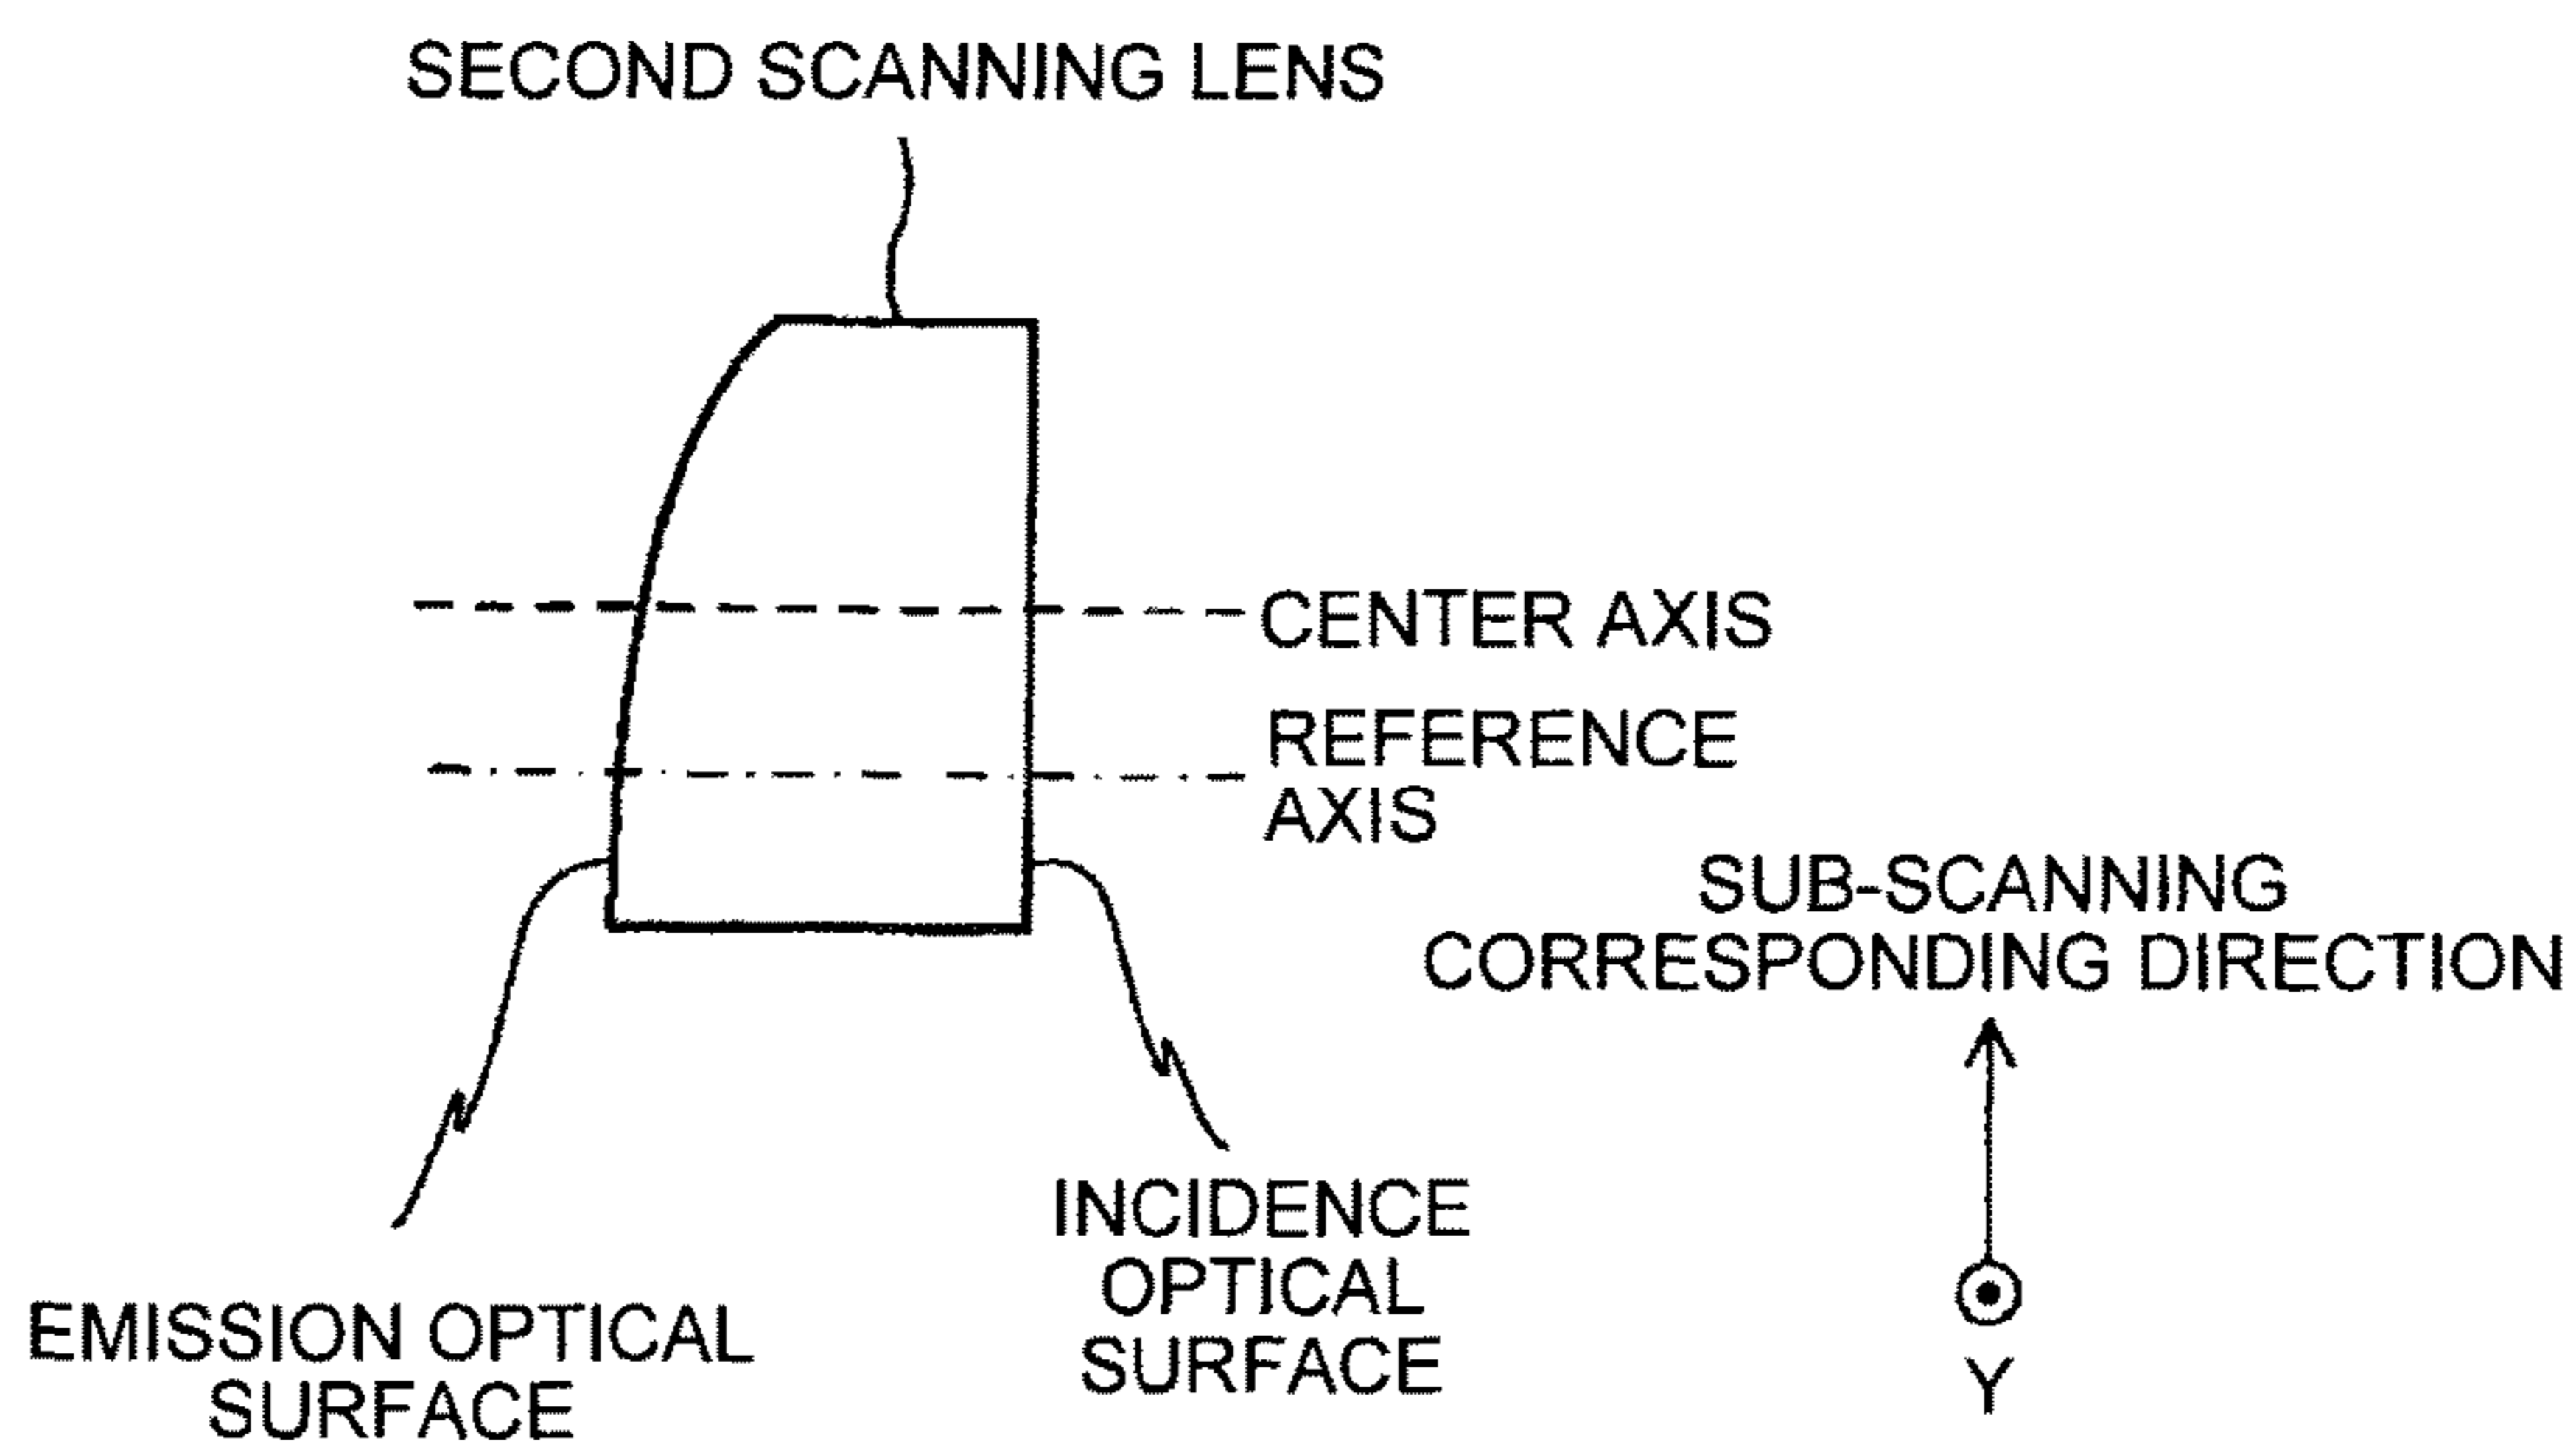 SECOND SCANNING LENS
CENTER AXIS
REFERENCE
AXIS
SUB-SCANNING
CORRESPONDING DIRECTION
INCIDENCE
OPTICAL
SURFACE
EMISSION OPTICAL
SURFACE
Y